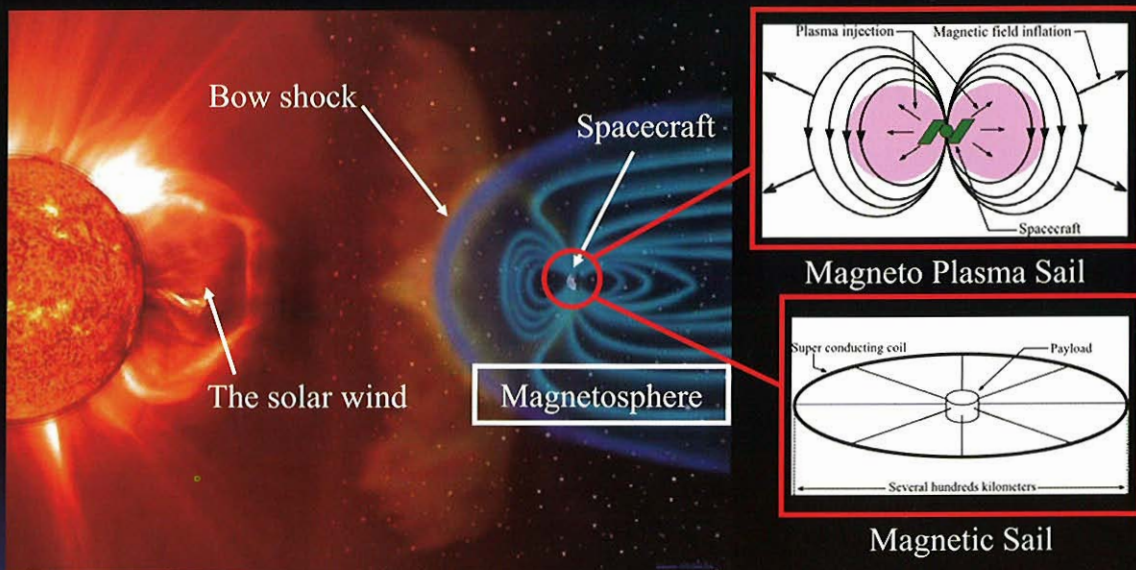 Bow shock
Spacecraft
The solar wind
Magnetosphere
Plasma injection
Magnetic field inflation
Spacecraft
Magneto Plasma Sail
Super conducting coil
Payload
Several hundreds kilometers
Magnetic Sail